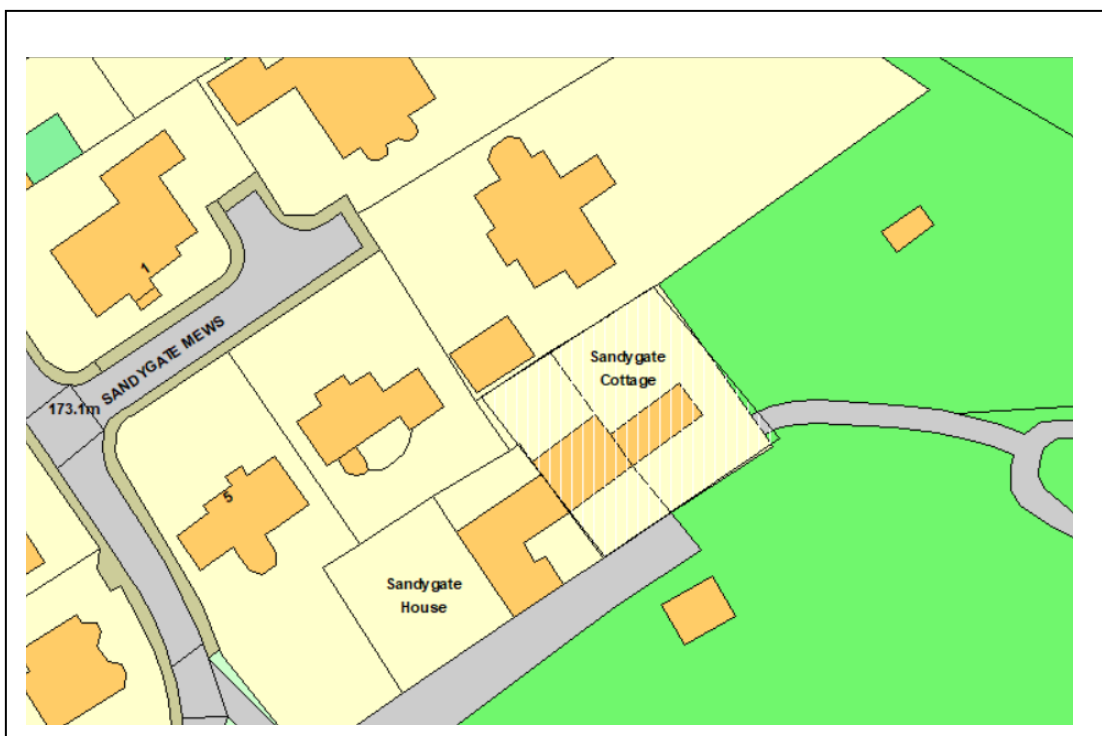 1
SANDYGATE MEWS
173.1m
Sandygate
Cottage
5
Sandygate
House